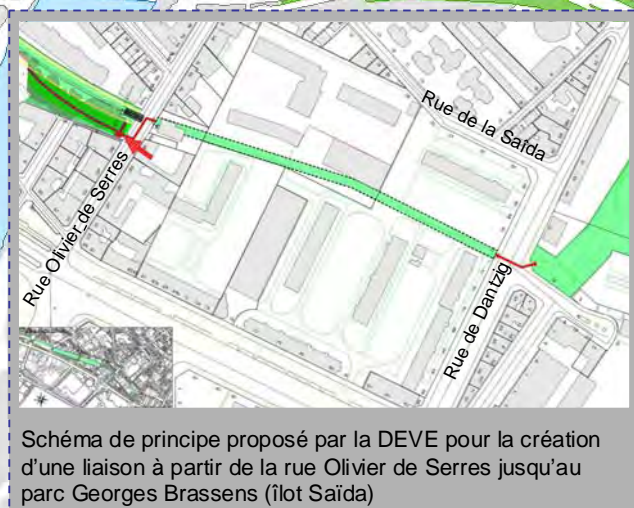 Rue de la Saïda
Rue Olivier de Serres
Rue de Dantzig
Schéma de principe proposé par la DEVE pour la création
d'une liaison à partir de la rue Olivier de Serres jusqu'au
parc Georges Brassens (îlot Saïda)